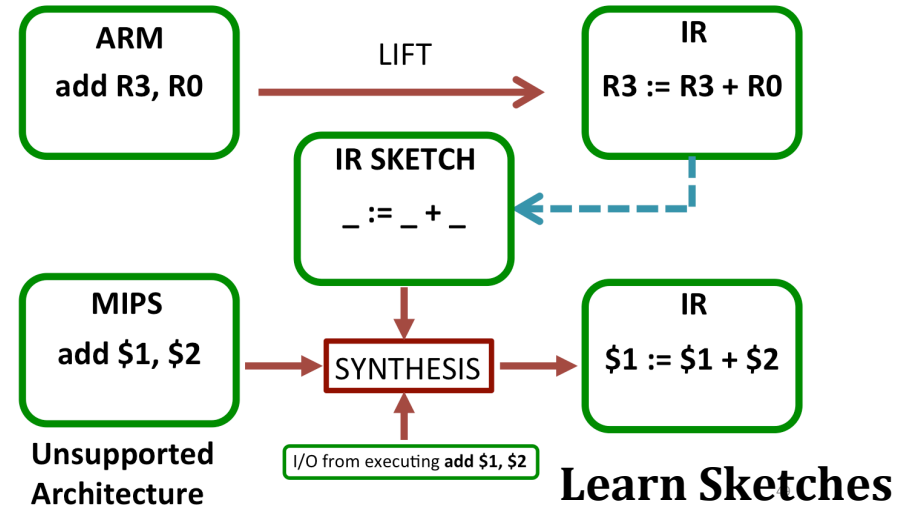 ARM
add R3, R0
LIFT
IR
R3 := R3 + R0
IR SKETCH
_ := _ + _
MIPS
add $1, $2
SYNTHESIS
IR
$1 := $1 + $2
I/O from executing add $1, $2
Unsupported
Architecture
Learn Sketches